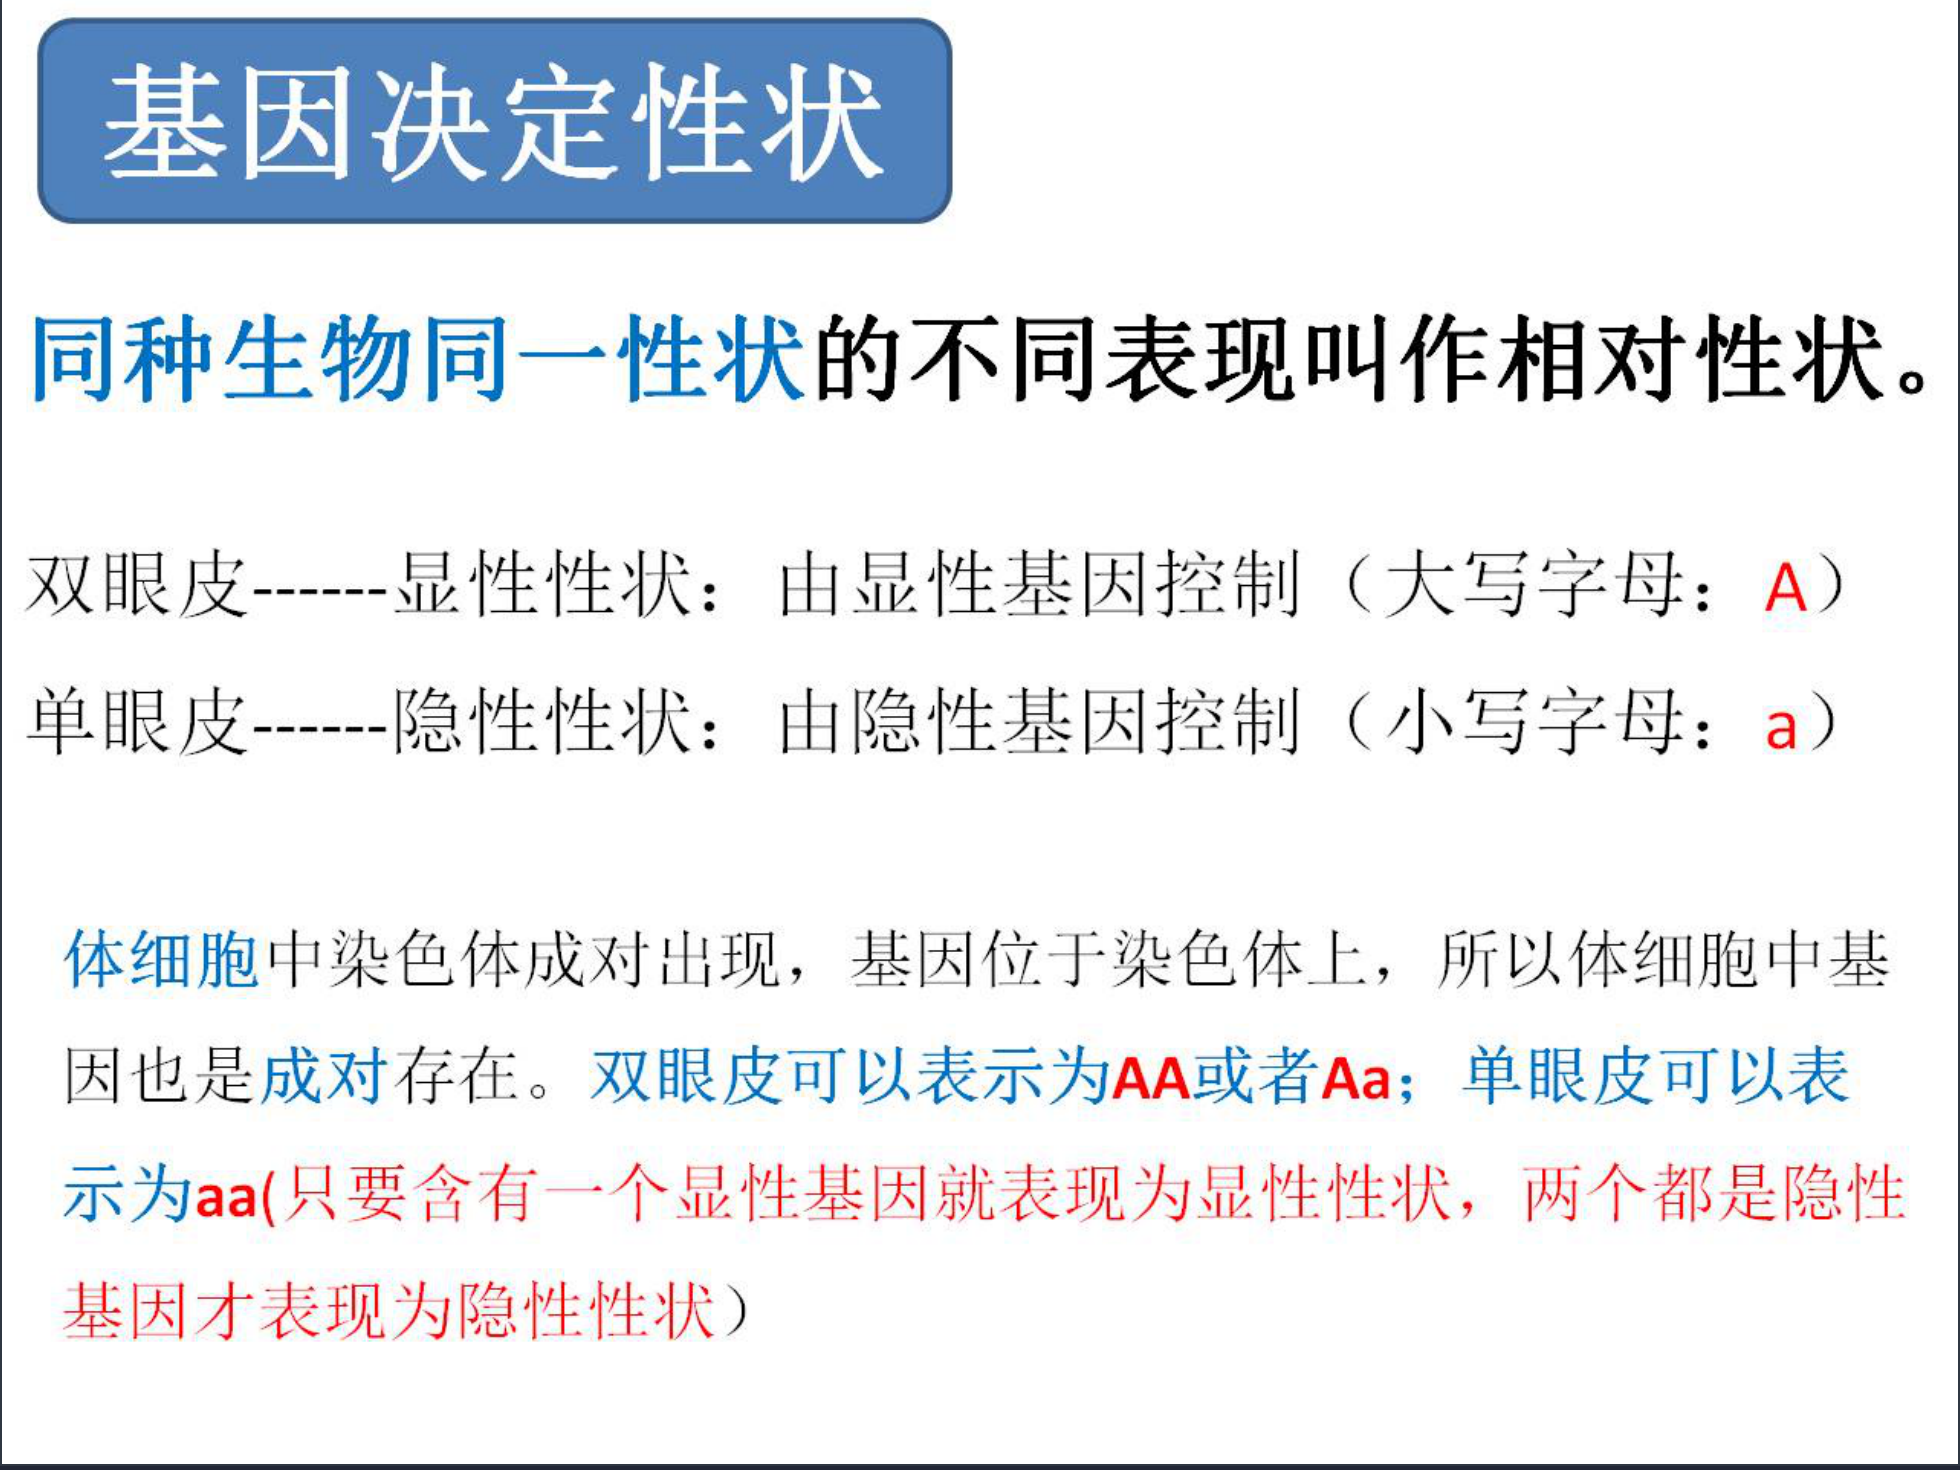 基因决定性状
同种生物同一性状的不同表现叫作相对性状。
双眼皮------显性性状：由显性基因控制（大写字母：A）
单眼皮------隐性性状：由隐性基因控制（小写字母：a）
体细胞中染色体成对出现，基因位于染色体上，所以体细胞中基
因也是成对存在。双眼皮可以表示为AA或者Aa；单眼皮可以表
示为aa(只要含有一个显性基因就表现为显性性状，两个都是隐性
基因才表现为隐性性状）